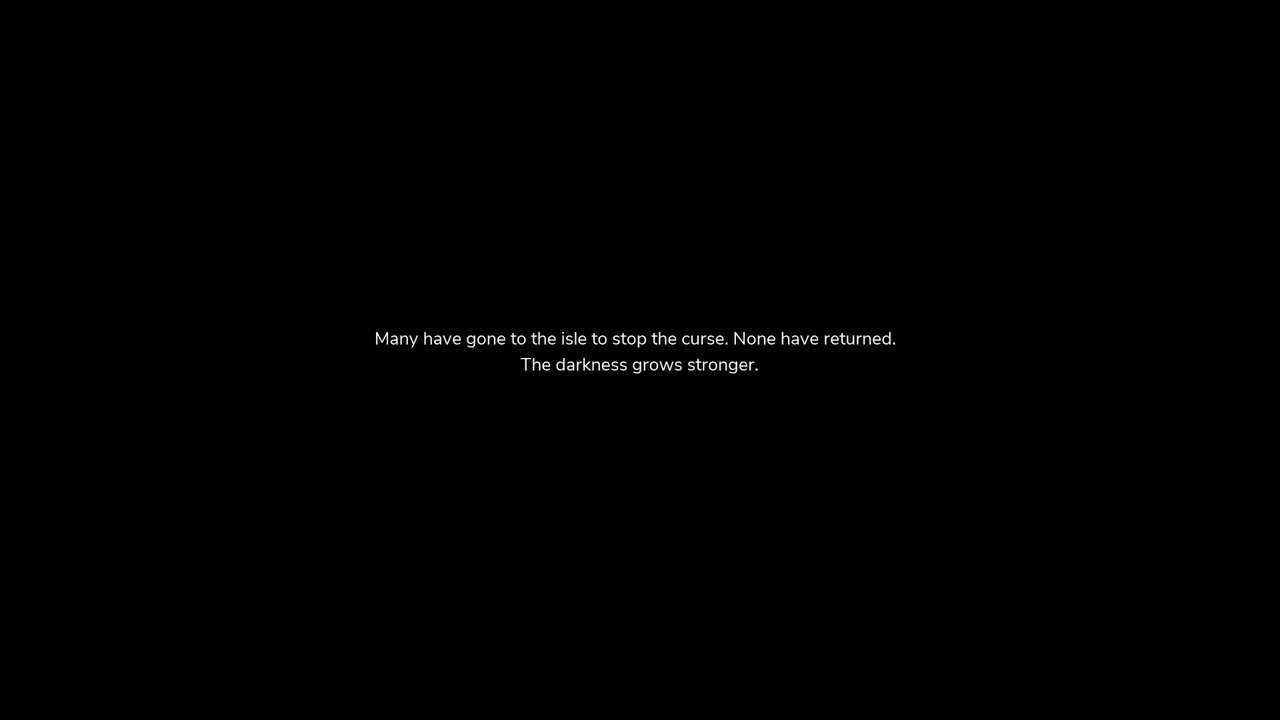 Many have gone to the isle to stop the curse. None have returned.
The darkness grows stronger.